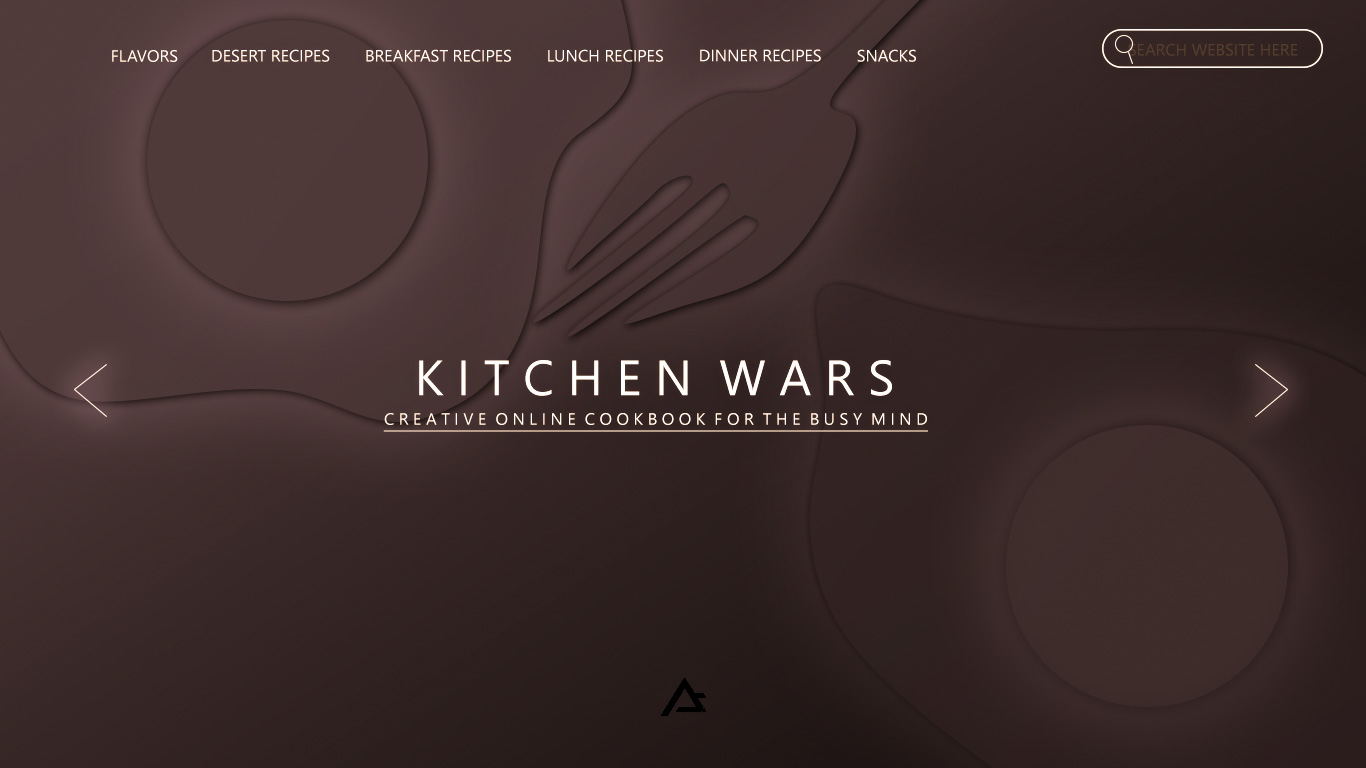 FLAVORS DESERT RECIPES BREAKFAST RECIPES LUNCH RECIPES DINNER RECIPES SNACKS
SEARCH WEBSITE HERE
KITCHEN WARS
CREATIVE ONLINE COOKBOOK FOR THE BUSY MIND